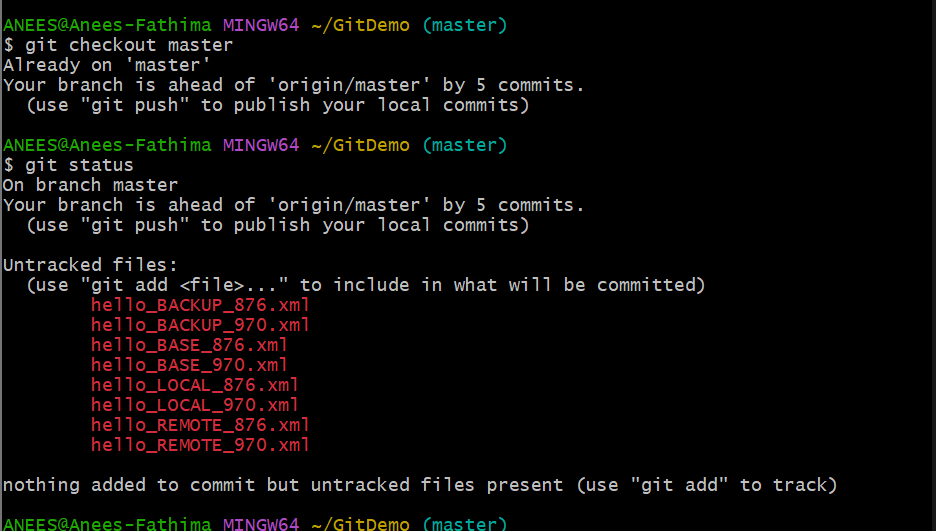 ANEES@Anees-Fathima MINGW64 ~/GitDemo (master)
$ git checkout master
Already on 'master'
Your branch is ahead of 'origin/master' by 5 commits.
  (use "git push" to publish your local commits)

ANEES@Anees-Fathima MINGW64 ~/GitDemo (master)
$ git status
On branch master
Your branch is ahead of 'origin/master' by 5 commits.
  (use "git push" to publish your local commits)

Untracked files:
  (use "git add <file>..." to include in what will be committed)
        hello_BACKUP_876.xml
        hello_BACKUP_970.xml
        hello_BASE_876.xml
        hello_BASE_970.xml
        hello_LOCAL_876.xml
        hello_LOCAL_970.xml
        hello_REMOTE_876.xml
        hello_REMOTE_970.xml

nothing added to commit but untracked files present (use "git add" to track)

ANEES@Anees-Fathima MINGW64 ~/GitDemo (master)